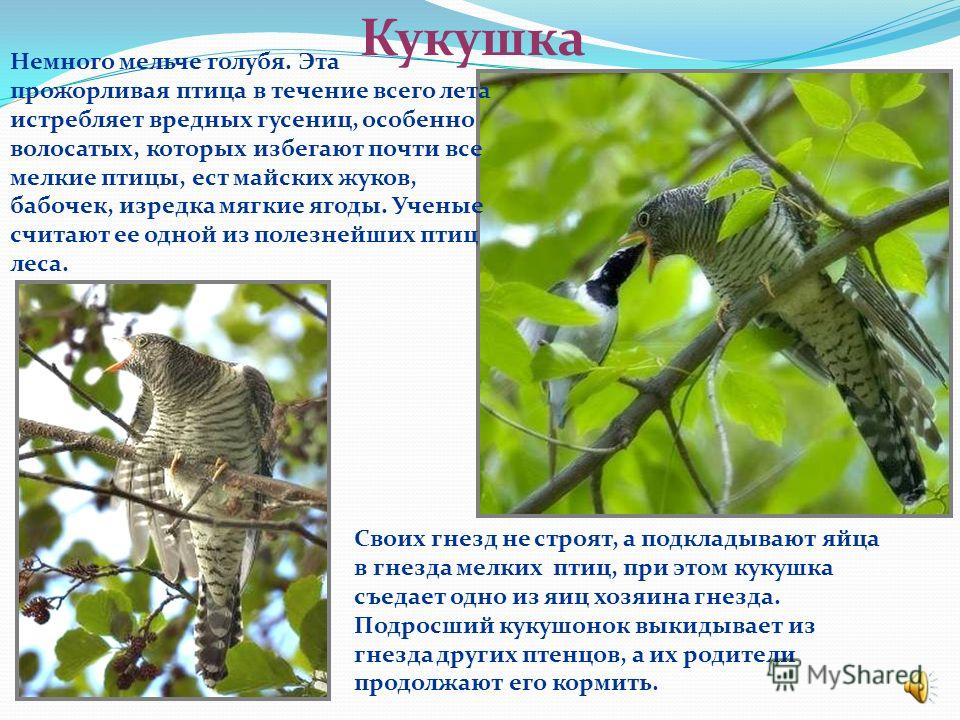 Кукушка
Немного мельче голубя. Эта
прожорливая птица в течение всего лета
истребляет вредных гусениц, особенно
волосатых, которых избегают почти все
мелкие птицы, ест майских жуков,
бабочек, изредка мягкие ягоды. Ученые
считают ее одной из полезнейших птиц
леса.
Своих гнезд не строят, а подкладывают яйца
в гнезда мелких птиц, при этом кукушка
съедает одно из яиц хозяина гнезда.
Подросший кукушонок выкидывает из
гнезда других птенцов, а их родители
продолжают его кормить.
MyShared